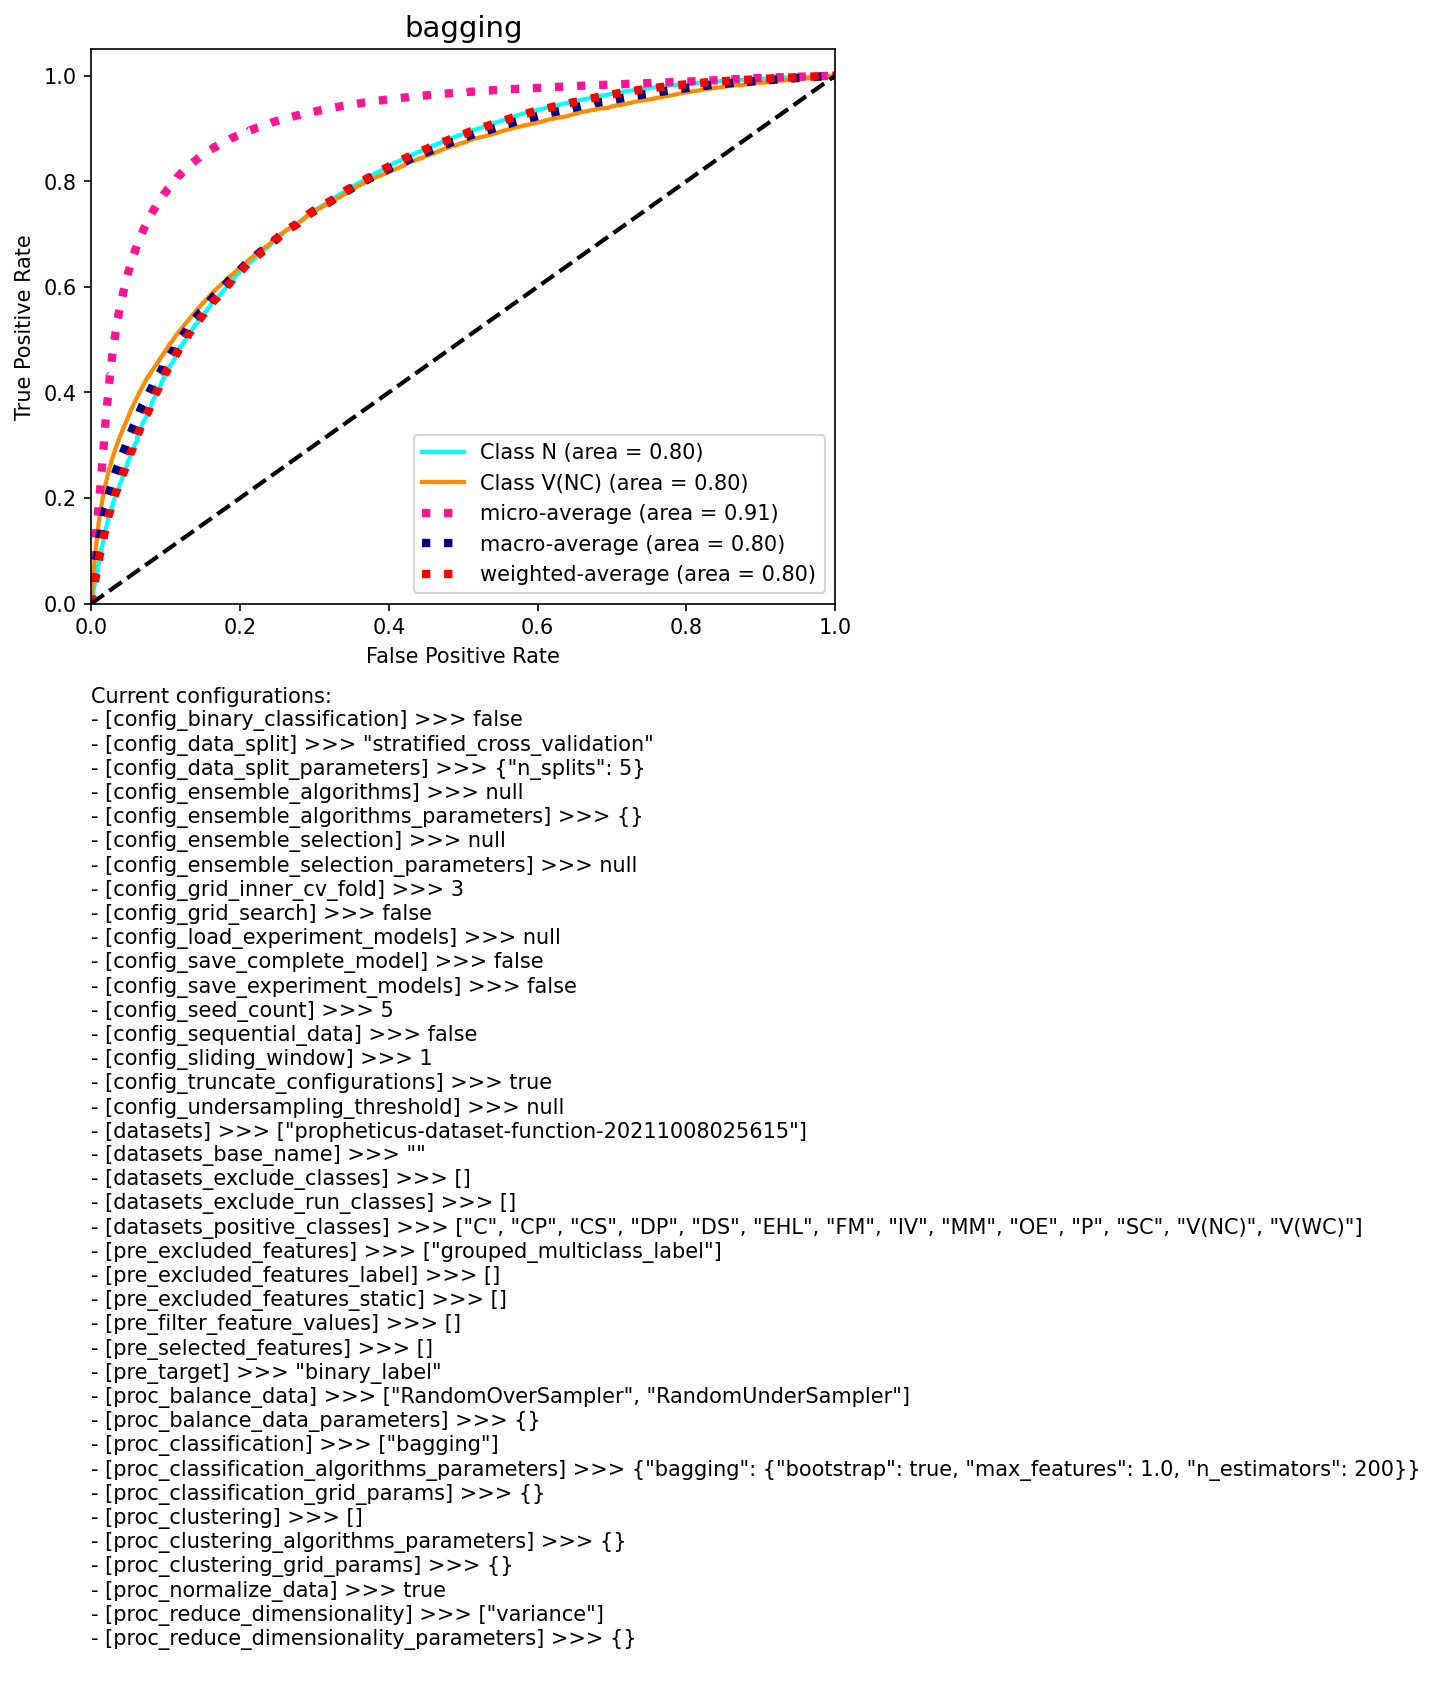 bagging
1.0
0.8
0.6
0.4
0.2
0.0
True Positive Rate
Class N (area = 0.80)
Class V(NC) (area = 0.80)
micro-average (area = 0.91)
macro-average (area = 0.80)
weighted-average (area = 0.80)
0.0 0.2 0.4 0.6 0.8 1.0
False Positive Rate
Current configurations:
- [config_binary_classification] >>> false
- [config_data_split] >>> "stratified_cross_validation"
- [config_data_split_parameters] >>> {"n_splits": 5}
- [config_ensemble_algorithms] >>> null
- [config_ensemble_algorithms_parameters] >>> {}
- [config_ensemble_selection] >>> null
- [config_ensemble_selection_parameters] >>> null
- [config_grid_inner_cv_fold] >>> 3
- [config_grid_search] >>> false
- [config_load_experiment_models] >>> null
- [config_save_complete_model] >>> false
- [config_save_experiment_models] >>> false
- [config_seed_count] >>> 5
- [config_sequential_data] >>> false
- [config_sliding_window] >>> 1
- [config_truncate_configurations] >>> true
- [config_undersampling_threshold] >>> null
- [datasets] >>> ["propheticus-dataset-function-20211008025615"]
- [datasets_base_name] >>> ""
- [datasets_exclude_classes] >>> []
- [datasets_exclude_run_classes] >>> []
- [datasets_positive_classes] >>> ["C", "CP", "CS", "DP", "DS", "EHL", "FM", "IV", "MM", "OE", "P", "SC", "V(NC)", "V(WC)"]
- [pre_excluded_features] >>> ["grouped_multiclass_label"]
- [pre_excluded_features_label] >>> []
- [pre_excluded_features_static] >>> []
- [pre_filter_feature_values] >>> []
- [pre_selected_features] >>> []
- [pre_target] >>> "binary_label"
- [proc_balance_data] >>> ["RandomOverSampler", "RandomUnderSampler"]
- [proc_balance_data_parameters] >>> {}
- [proc_classification] >>> ["bagging"]
- [proc_classification_algorithms_parameters] >>> {"bagging": {"bootstrap": true, "max_features": 1.0, "n_estimators": 200}}
- [proc_classification_grid_params] >>> {}
- [proc_clustering] >>> []
- [proc_clustering_algorithms_parameters] >>> {}
- [proc_clustering_grid_params] >>> {}
- [proc_normalize_data] >>> true
- [proc_reduce_dimensionality] >>> ["variance"]
- [proc_reduce_dimensionality_parameters] >>> {}